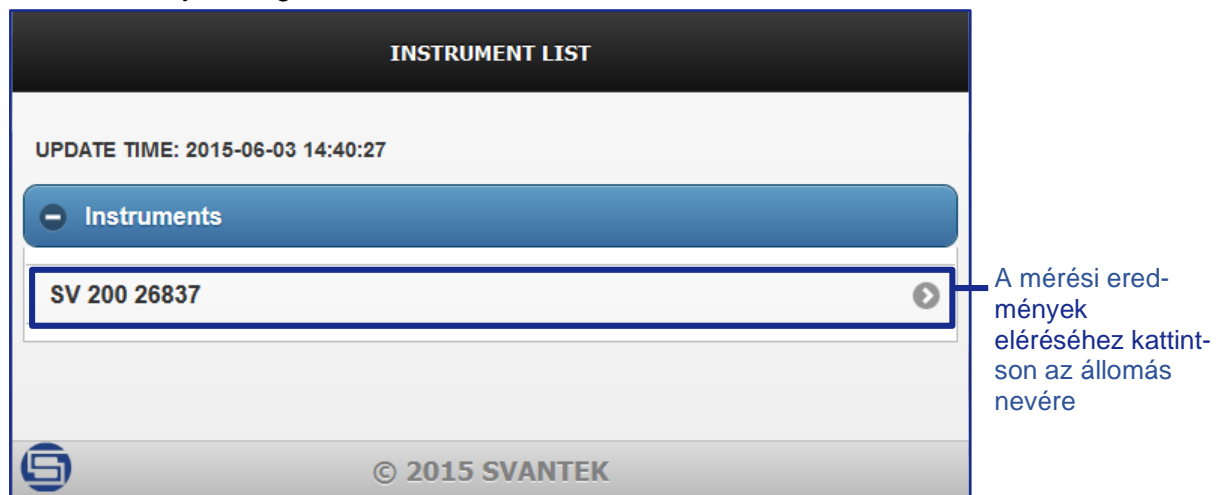 INSTRUMENT LIST
UPDATE TIME: 2015-06-03 14:40:27
Instruments
SV 200 26837
A mérési ered-
mények
eléréséhez kattint-
son az állomás
nevére
© 2015 SVANTEK